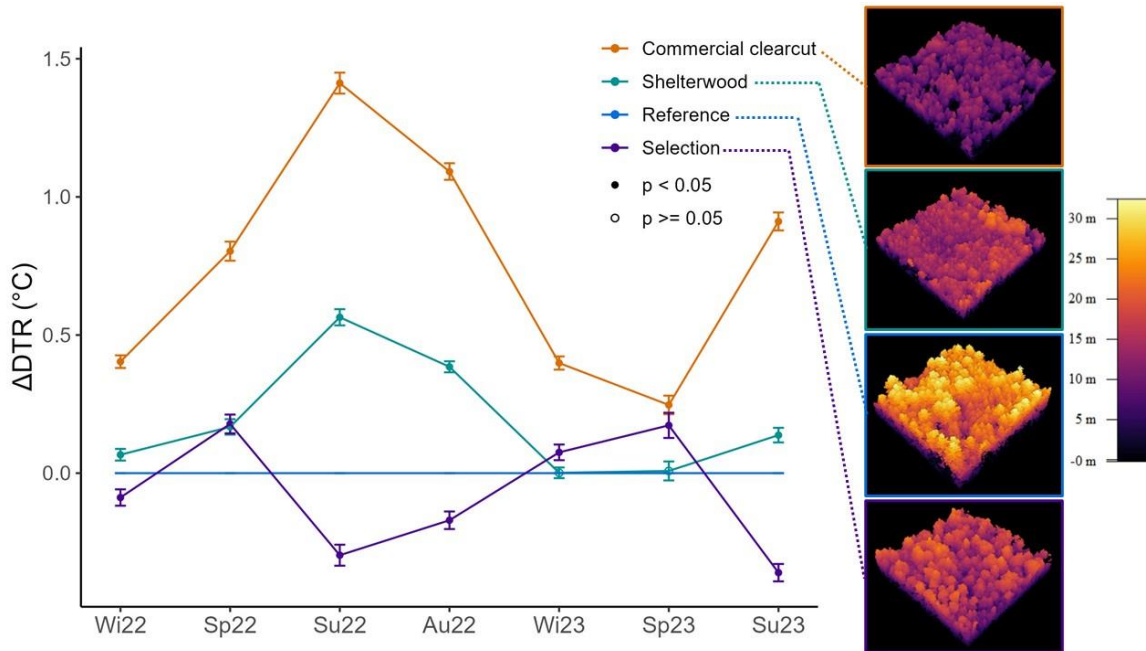 1.5
1.0
0.5
0.0
ΔDTR (°C)
Wi22 Sp22 Su22 Au22 Wi23 Sp23 Su23
Commercial clearcut
Shelterwood
Reference
Selection
p < 0.05
p >= 0.05
30 m
25 m
20 m
15 m
10 m
5 m
-0 m